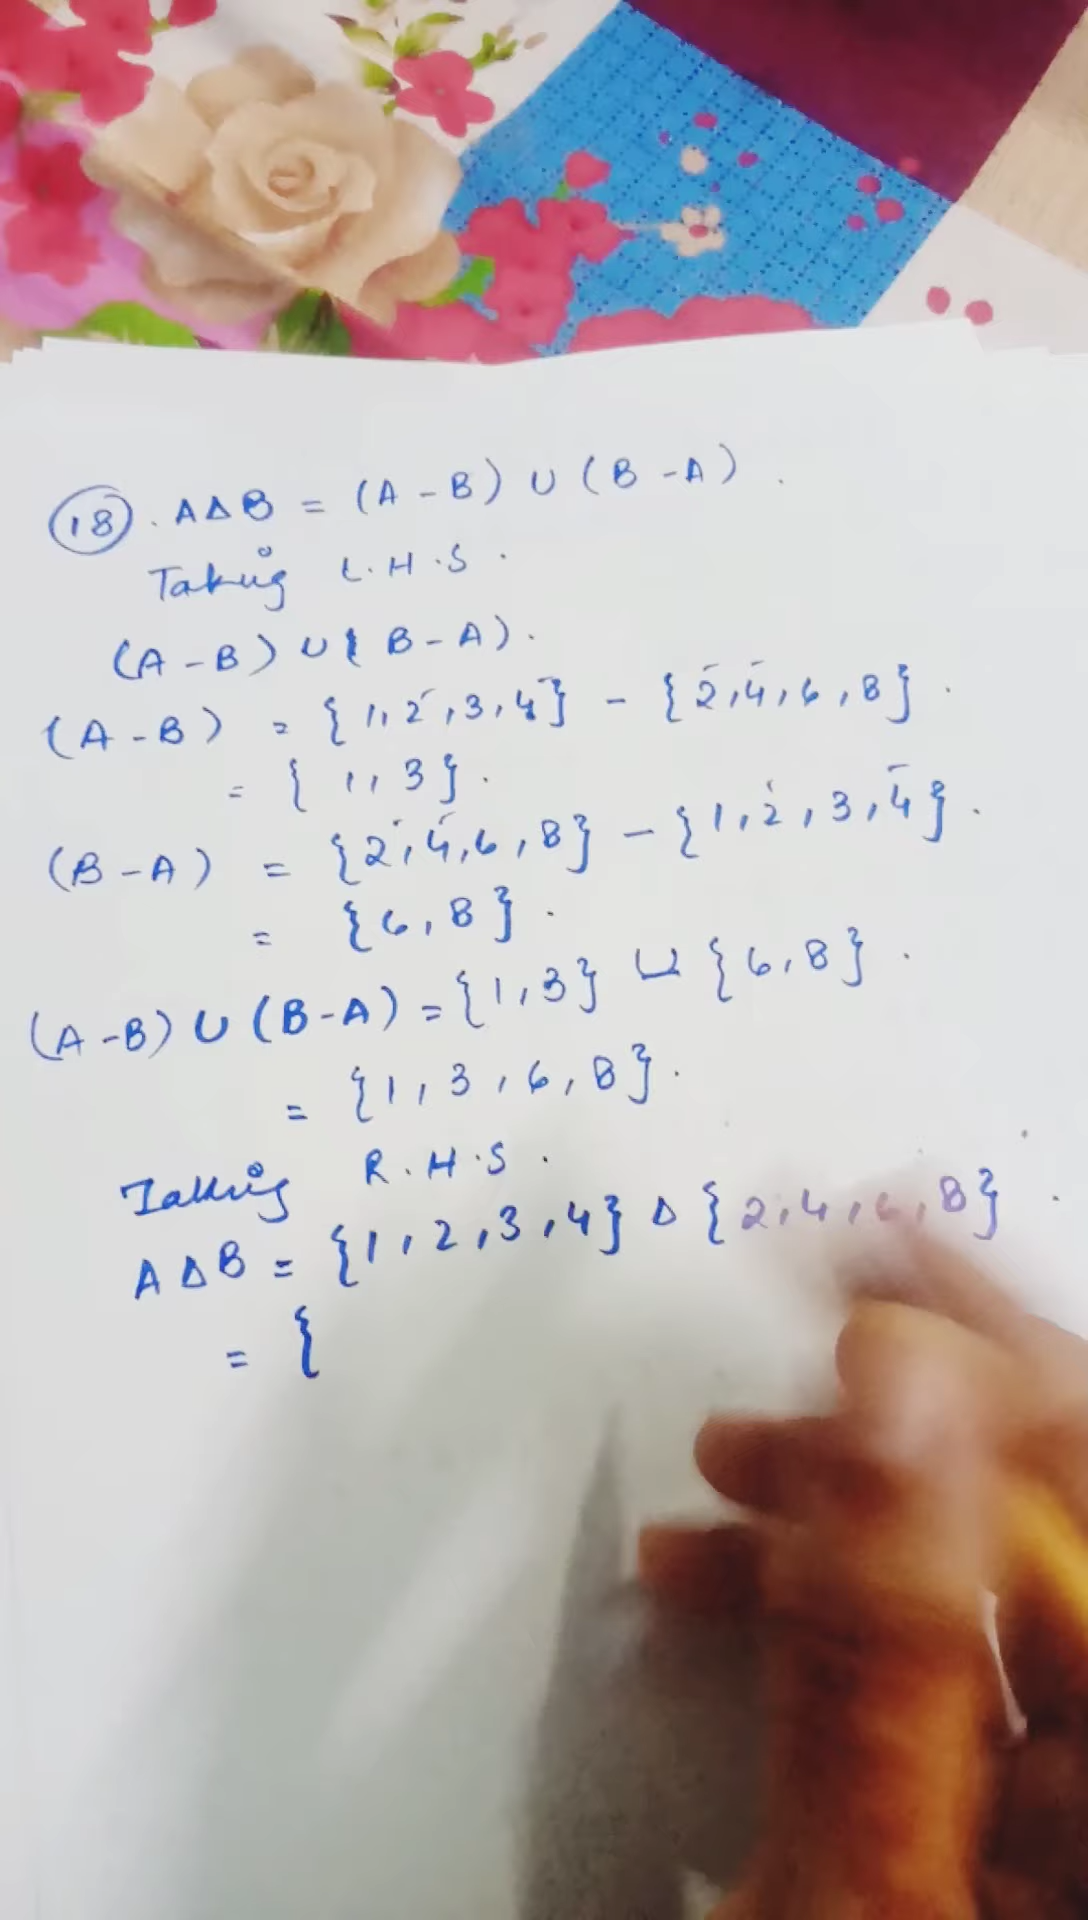 (18). A∆B = (A - B) ∪ (B - A).
Taking L.H.S.
(A - B) ∪ { B - A).
(A - B) = {1,2,3,4} - {2,4,6,8}.
= {1,3}.
(B - A) = {2,4,6,8} - {1,2,3,4}.
= {6,8}.
(A - B) ∪ (B - A) = {1,3} ∪ {6,8}.
= {1,3,6,8}.
Taking R.H.S.
A∆B = {1,2,3,4} ∆ {2,4,6,8}.
= {